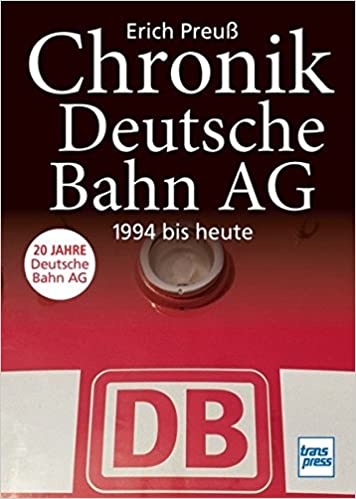 Erich Preuß
Chronik
Deutsche
Bahn AG
1994 bis heute
20 JAHRE
Deutsche
Bahn AG
DB
trans
press